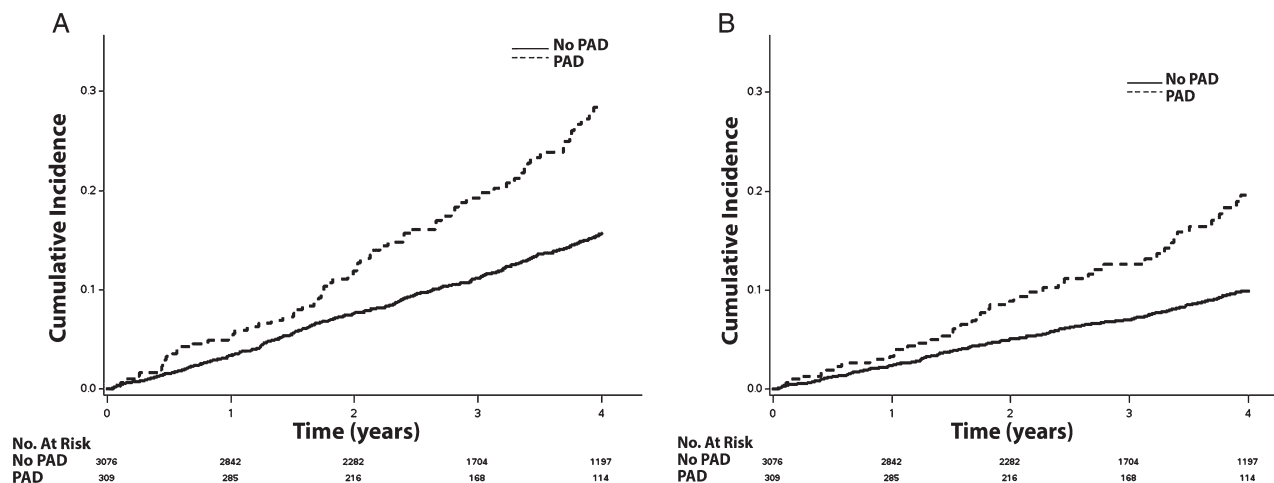 A
No PAD
PAD
0.3
0.2
0.1
0.0
Cumulative Incidence
0 1 2 3 4
Time (years)
No. At Risk
No PAD 3076 2842 2282 1704 1197
PAD 309 285 216 168 114
B
No PAD
PAD
0.3
0.2
0.1
0.0
Cumulative Incidence
0 1 2 3 4
Time (years)
No. At Risk
No PAD 3076 2842 2282 1704 1197
PAD 309 285 216 168 114